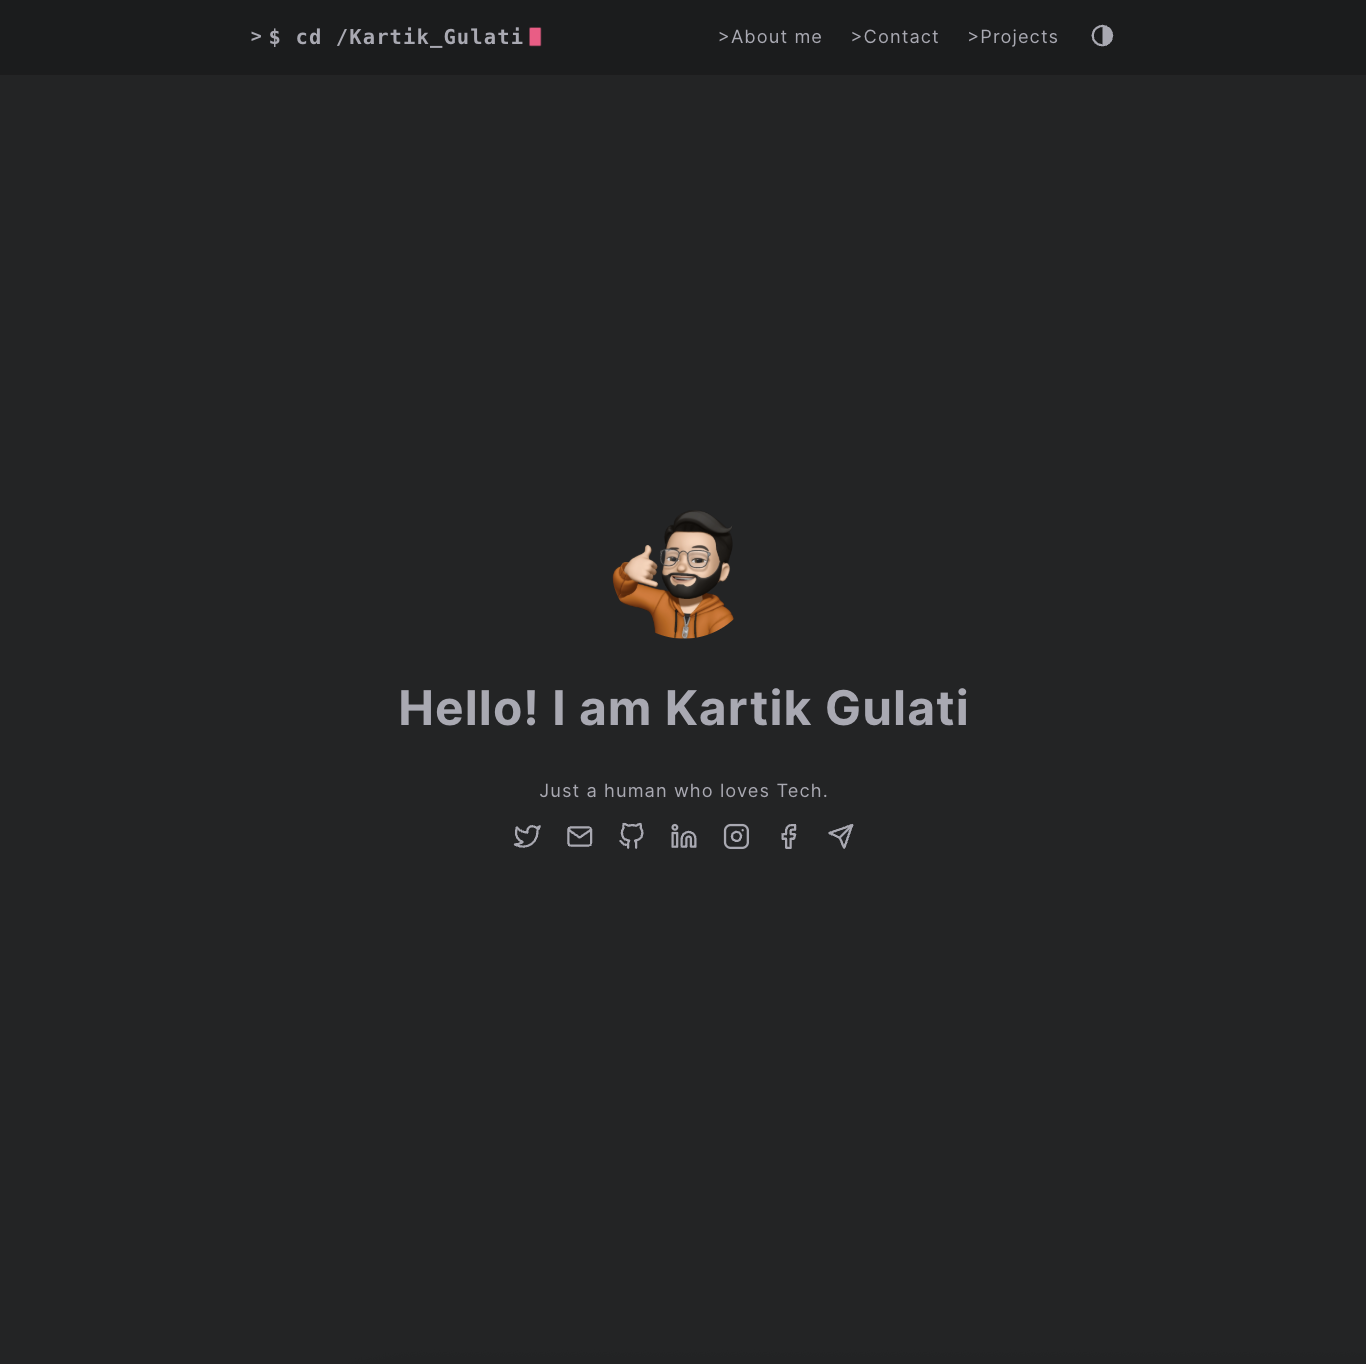 > $ cd /Kartik_Gulati
>About me >Contact >Projects
Hello! I am Kartik Gulati
Just a human who loves Tech.